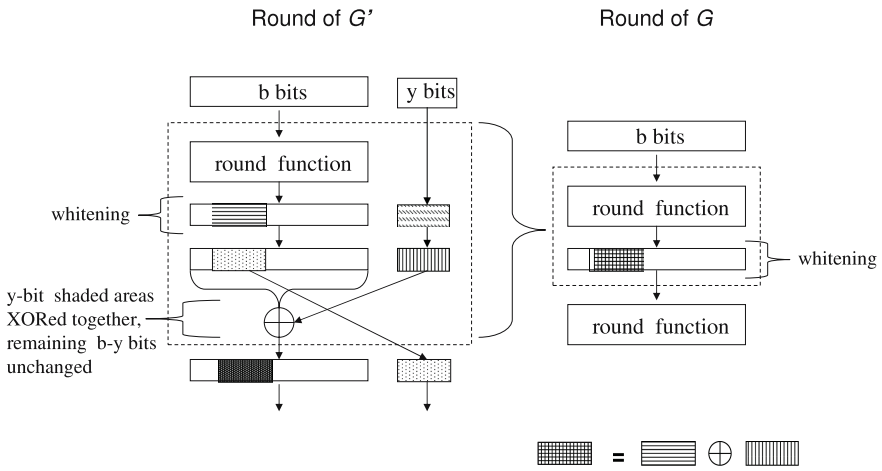 Round of G’
Round of G
b bits
y bits
round function
whitening
y-bit shaded areas
XORed together,
remaining b-y bits
unchanged
b bits
round function
whitening
round function
=